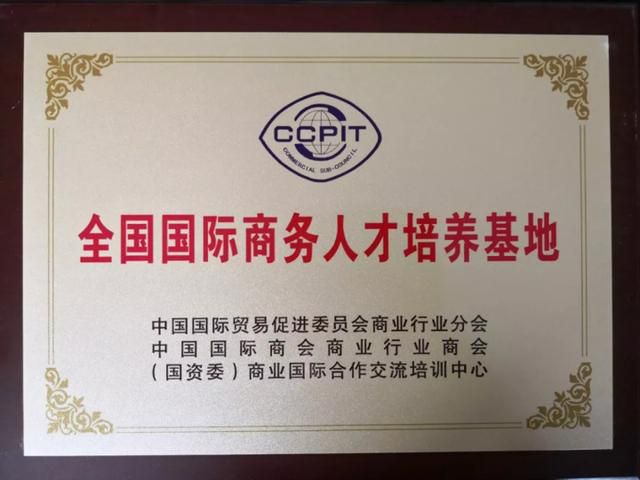 CCPIT
COMMERCIAL SUB-COUNCIL
全国国际商务人才培养基地
中国国际贸易促进委员会商业行业分会
中国国际商会商业行业商会
（国资委）商业国际合作交流培训中心